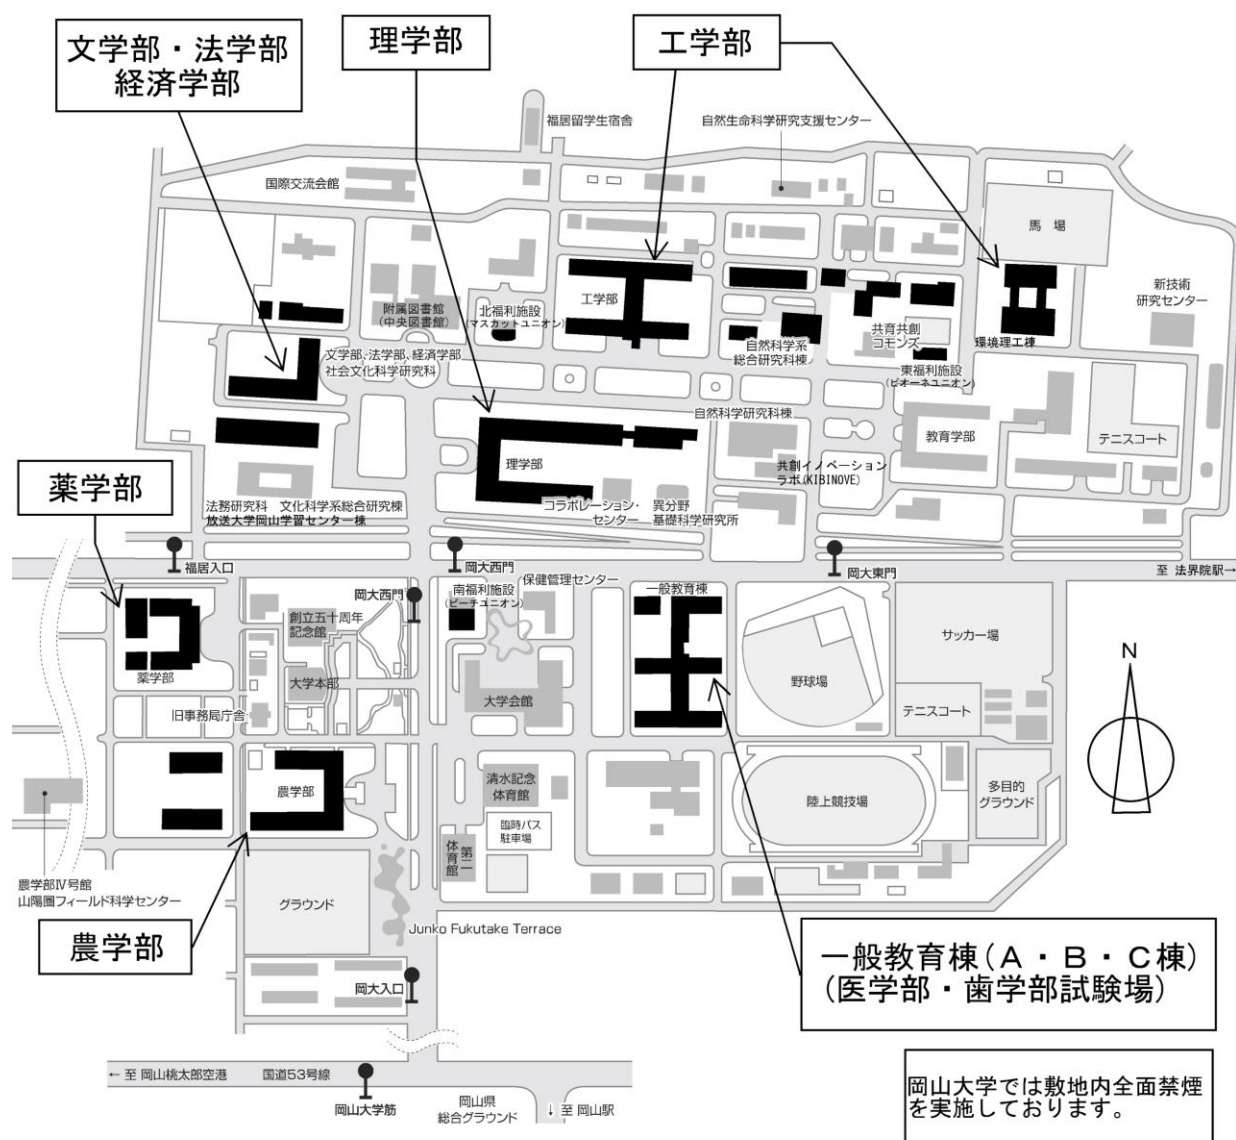 文学部・法学部
経済学部
理学部
工学部
福居留学生宿舎
自然生命科学研究支援センター
国際交流会館
馬　場
新技術
研究センター
附属図書館
(中央図書館)
北福利施設
(マスカットユニオン)
工学部
自然科学系
総合研究科棟
共育共創
コモンズ
環境理工棟
東福利施設
(ピオーネユニオン)
文学部、法学部、経済学部
社会文化科学研究科
自然科学研究科棟
教育学部
テニスコート
理学部
共創イノベーション
ラボ(KIBINOVE)
コラボレーション・
センター
異分野
基礎科学研究所
法務研究科　文化科学系総合研究棟
放送大学岡山学習センター棟
薬学部
福居入口
岡大西門
岡大東門
至 法界院駅→
岡大西門
南福利施設
(ピーチユニオン)
保健管理センター
一般教育棟
創立五十周年
記念館
サッカー場
N
薬学部
大学本部
大学会館
野球場
旧事務局庁舎
テニスコート
農学部
清水記念
体育館
陸上競技場
多目的
グラウンド
臨時バス
駐車場
第二
体育館
農学部Ⅳ号館
山陽圏フィールド科学センター
グラウンド
Junko Fukutake Terrace
農学部
一般教育棟(A・B・C棟)
(医学部・歯学部試験場)
岡大入口
← 至 岡山桃太郎空港
国道53号線
岡山大学筋
岡山県
総合グラウンド
↓ 至 岡山駅
岡山大学では敷地内全面禁煙
を実施しております。